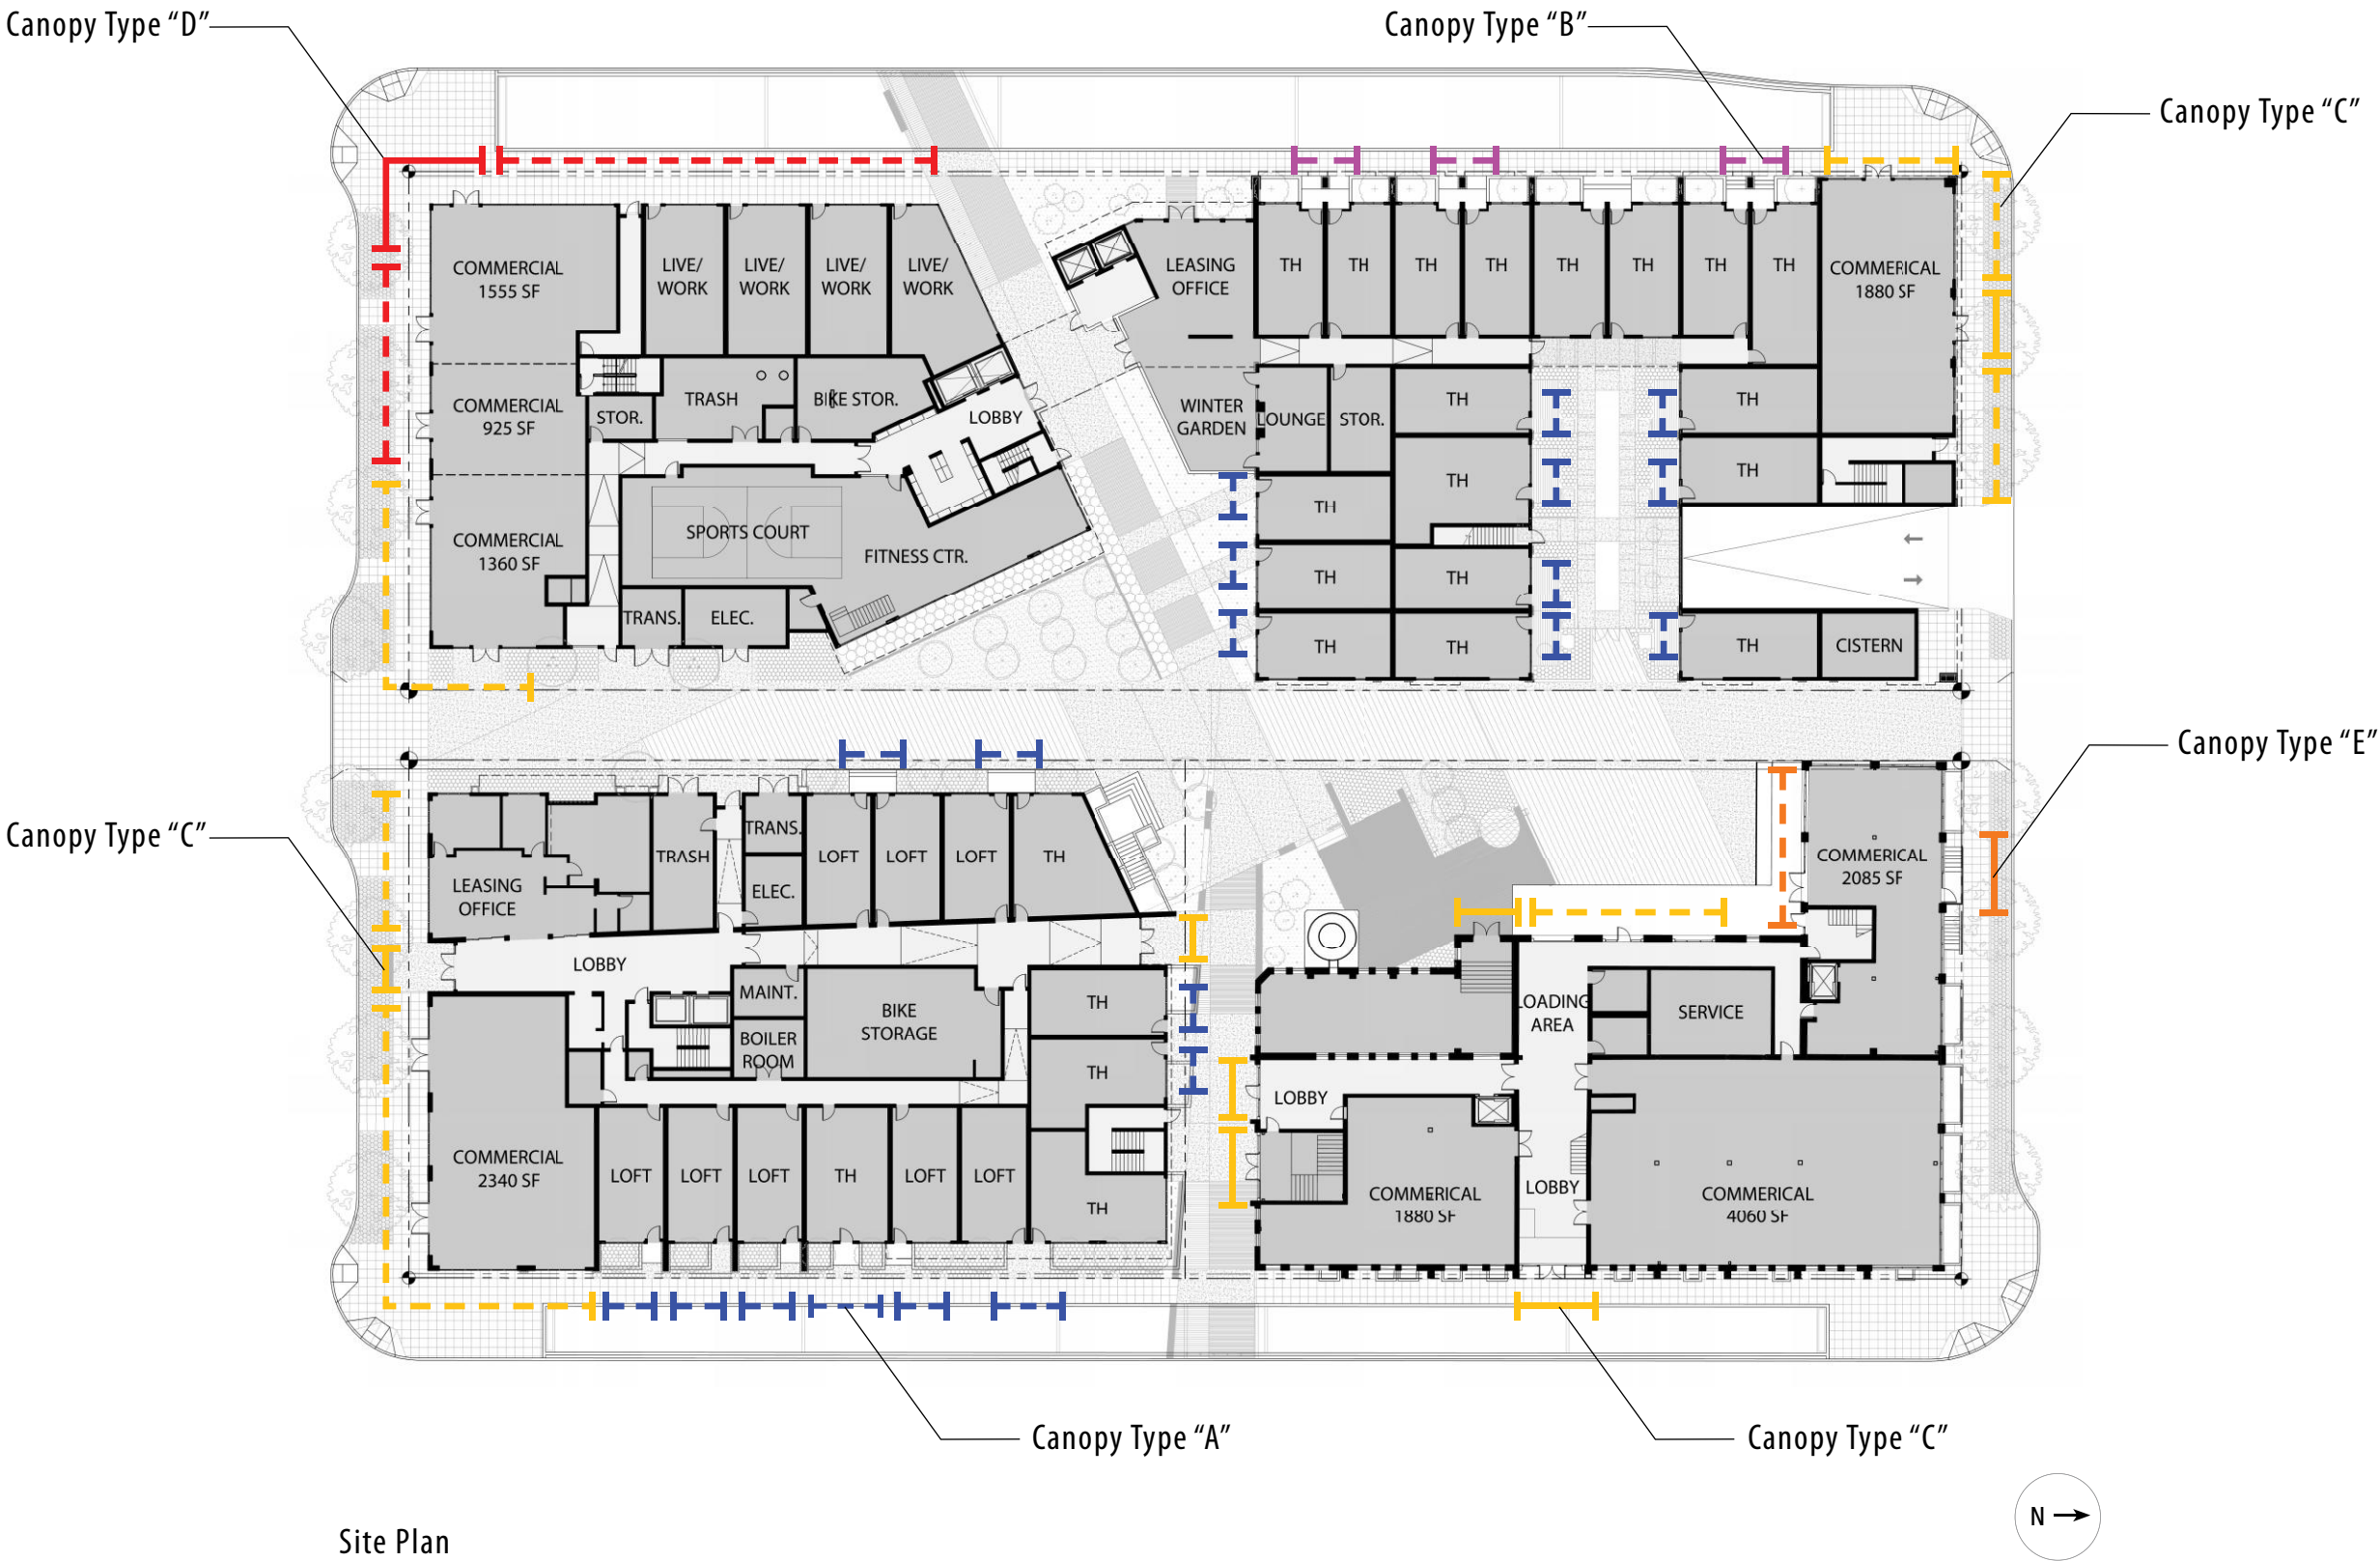 Canopy Type “D”
Canopy Type “B”
Canopy Type “C”
COMMERCIAL
1555 SF
LIVE/
WORK
LIVE/
WORK
LIVE/
WORK
LIVE/
WORK
LEASING
OFFICE
TH
TH
TH
TH
TH
TH
TH
TH
COMMERICAL
1880 SF
COMMERCIAL
925 SF
STOR.
TRASH
BIKE STOR.
LOBBY
WINTER
GARDEN
LOUNGE
STOR.
TH
TH
TH
TH
COMMERCIAL
1360 SF
SPORTS COURT
FITNESS CTR.
TH
TH
TH
TH
TRANS.
ELEC.
TH
TH
TH
CISTERN
Canopy Type “E”
Canopy Type “C”
LEASING
OFFICE
TRASH
TRANS.
ELEC.
LOFT
LOFT
LOFT
TH
COMMERICAL
2085 SF
LOBBY
MAINT.
BOILER
ROOM
BIKE
STORAGE
TH
TH
LOADING
AREA
SERVICE
LOBBY
COMMERCIAL
2340 SF
LOFT
LOFT
LOFT
TH
LOFT
LOFT
TH
COMMERICAL
1880 SF
LOBBY
COMMERICAL
4060 SF
Canopy Type “A”
Canopy Type “C”
N
Site Plan